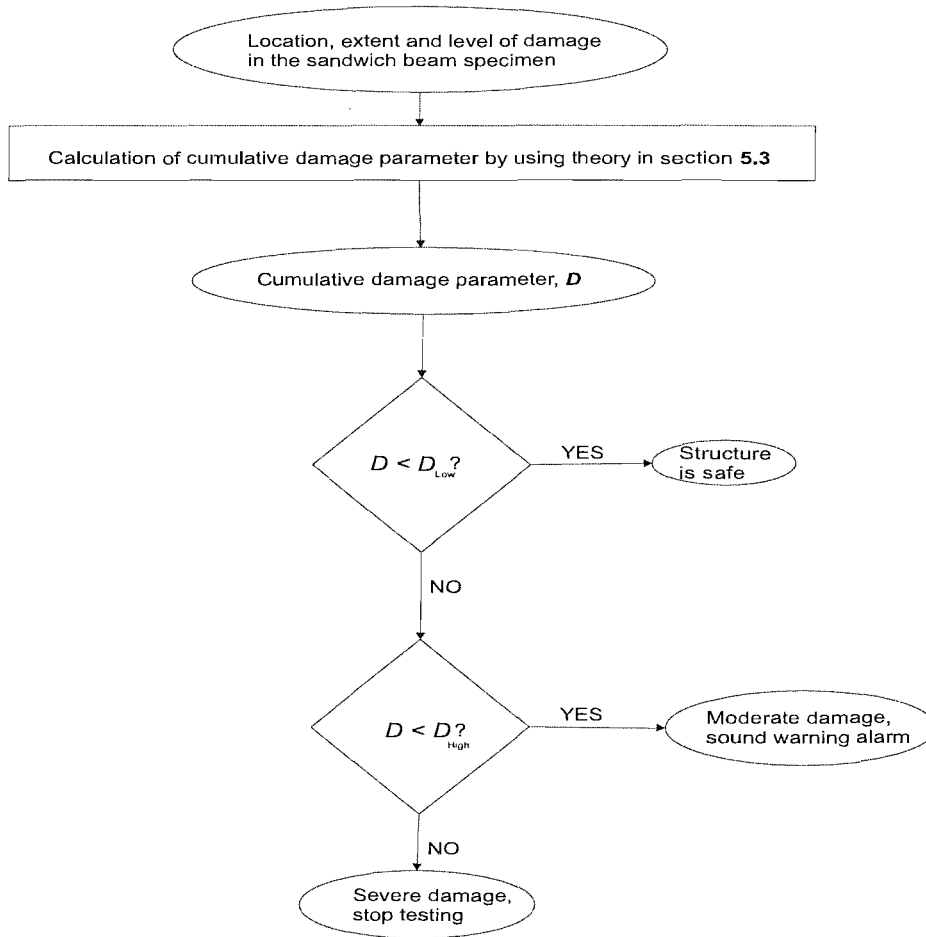 Location, extent and level of damage
in the sandwich beam specimen
Calculation of cumulative damage parameter by using theory in section 5.3
Cumulative damage parameter, D
D < D Low ?
YES
Structure
is safe
NO
D < D High ?
YES
Moderate damage,
sound warning alarm
NO
Severe damage,
stop testing